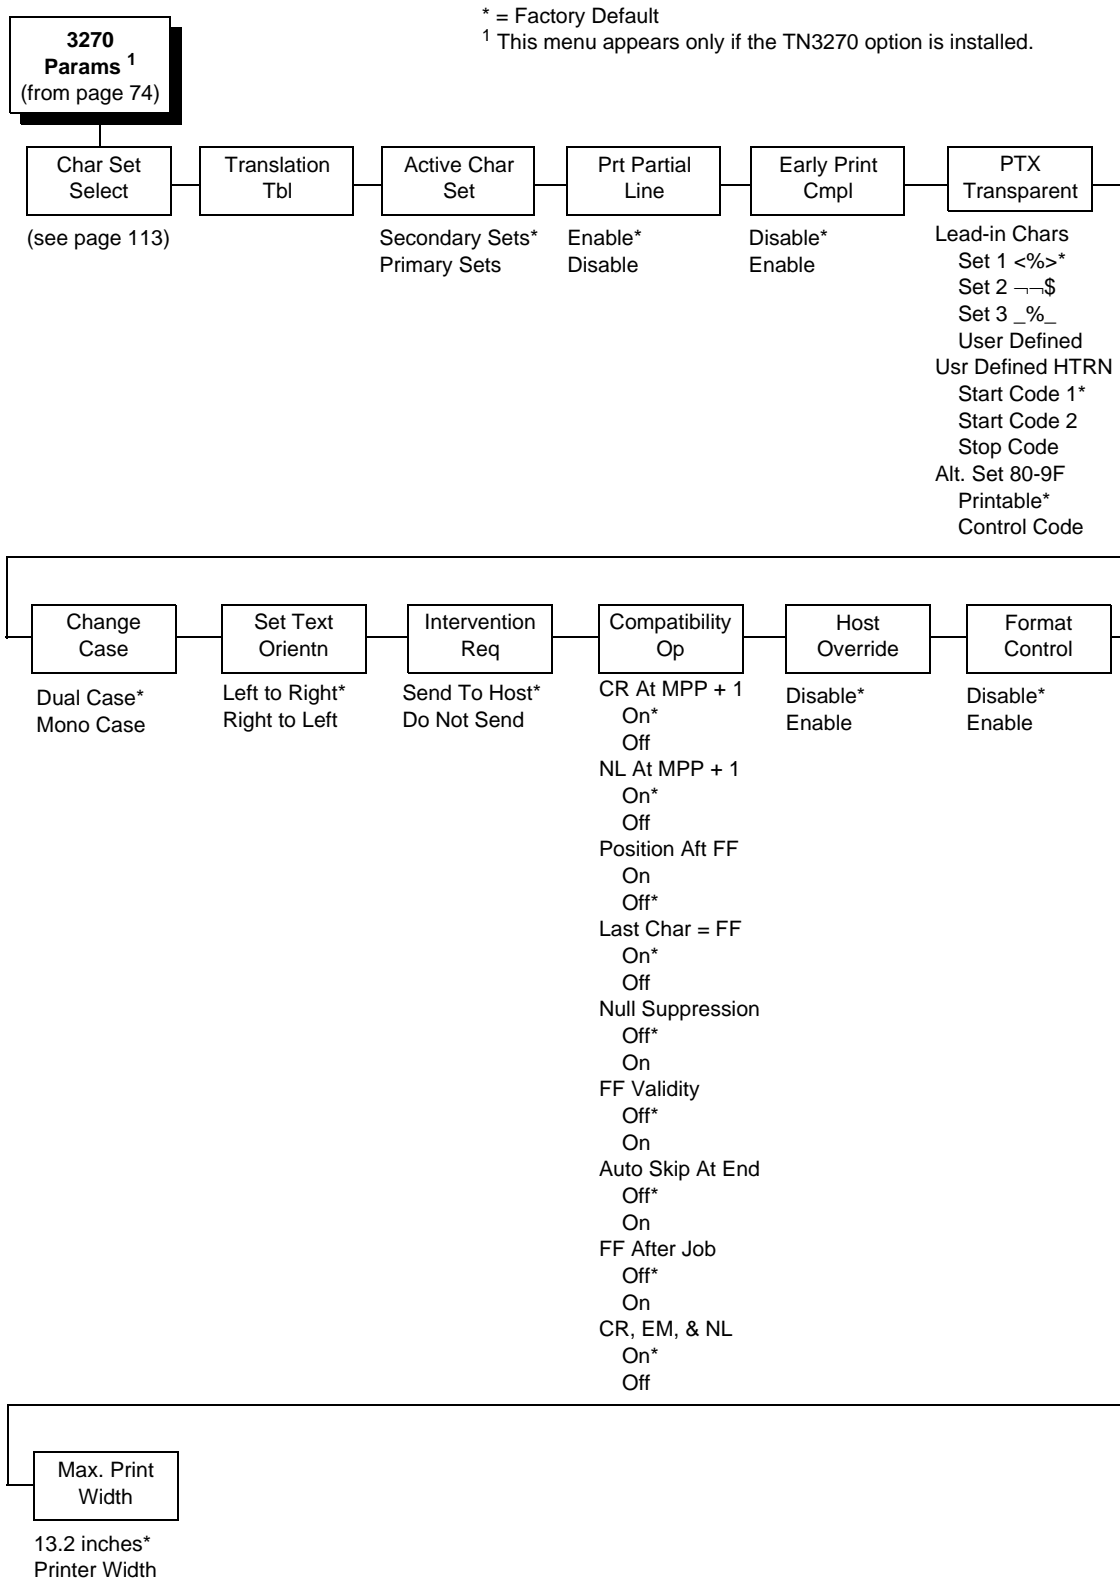 * = Factory Default
1 This menu appears only if the TN3270 option is installed.
3270
Params 1
(from page 74)
Char Set
Select
(see page 113)
Translation
Tbl
Active Char
Set
Secondary Sets*
Primary Sets
Prt Partial
Line
Enable*
Disable
Early Print
Cmpl
Disable*
Enable
PTX
Transparent
Lead-in Chars
Set 1 <%>*
Set 2 ¬¬$
Set 3 _%_
User Defined
Usr Defined HTRN
Start Code 1*
Start Code 2
Stop Code
Alt. Set 80-9F
Printable*
Control Code
Change
Case
Dual Case*
Mono Case
Set Text
Orientn
Left to Right*
Right to Left
Intervention
Req
Send To Host*
Do Not Send
Compatibility
Op
CR At MPP + 1
On*
Off
NL At MPP + 1
On*
Off
Position Aft FF
On
Off*
Last Char = FF
On*
Off
Null Suppression
Off*
On
FF Validity
Off*
On
Auto Skip At End
Off*
On
FF After Job
Off*
On
CR, EM, & NL
On*
Off
Host
Override
Disable*
Enable
Format
Control
Disable*
Enable
Max. Print
Width
13.2 inches*
Printer Width